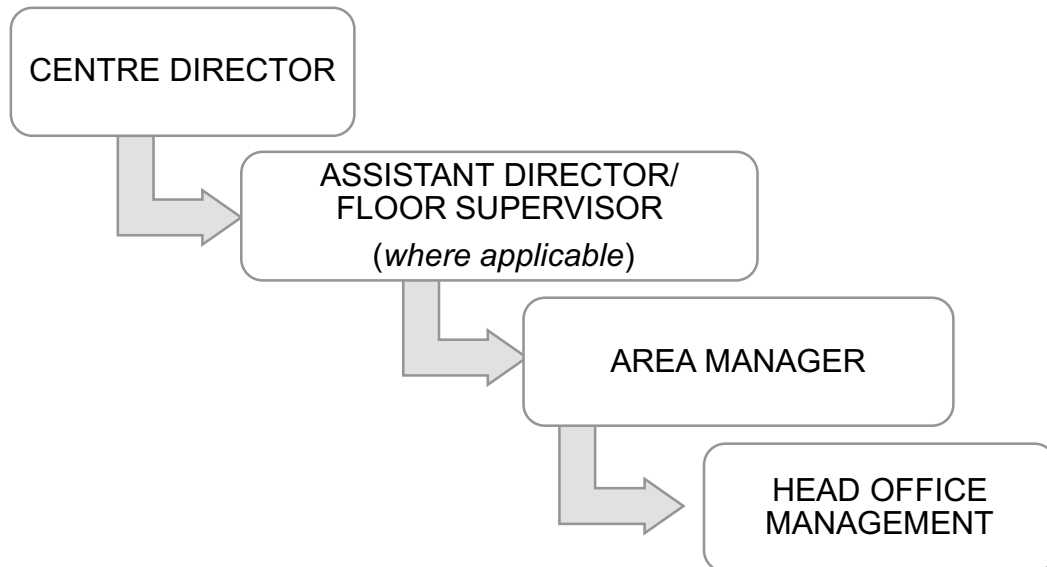 CENTRE DIRECTOR
ASSISTANT DIRECTOR/
FLOOR SUPERVISOR
(where applicable)
AREA MANAGER
HEAD OFFICE
MANAGEMENT